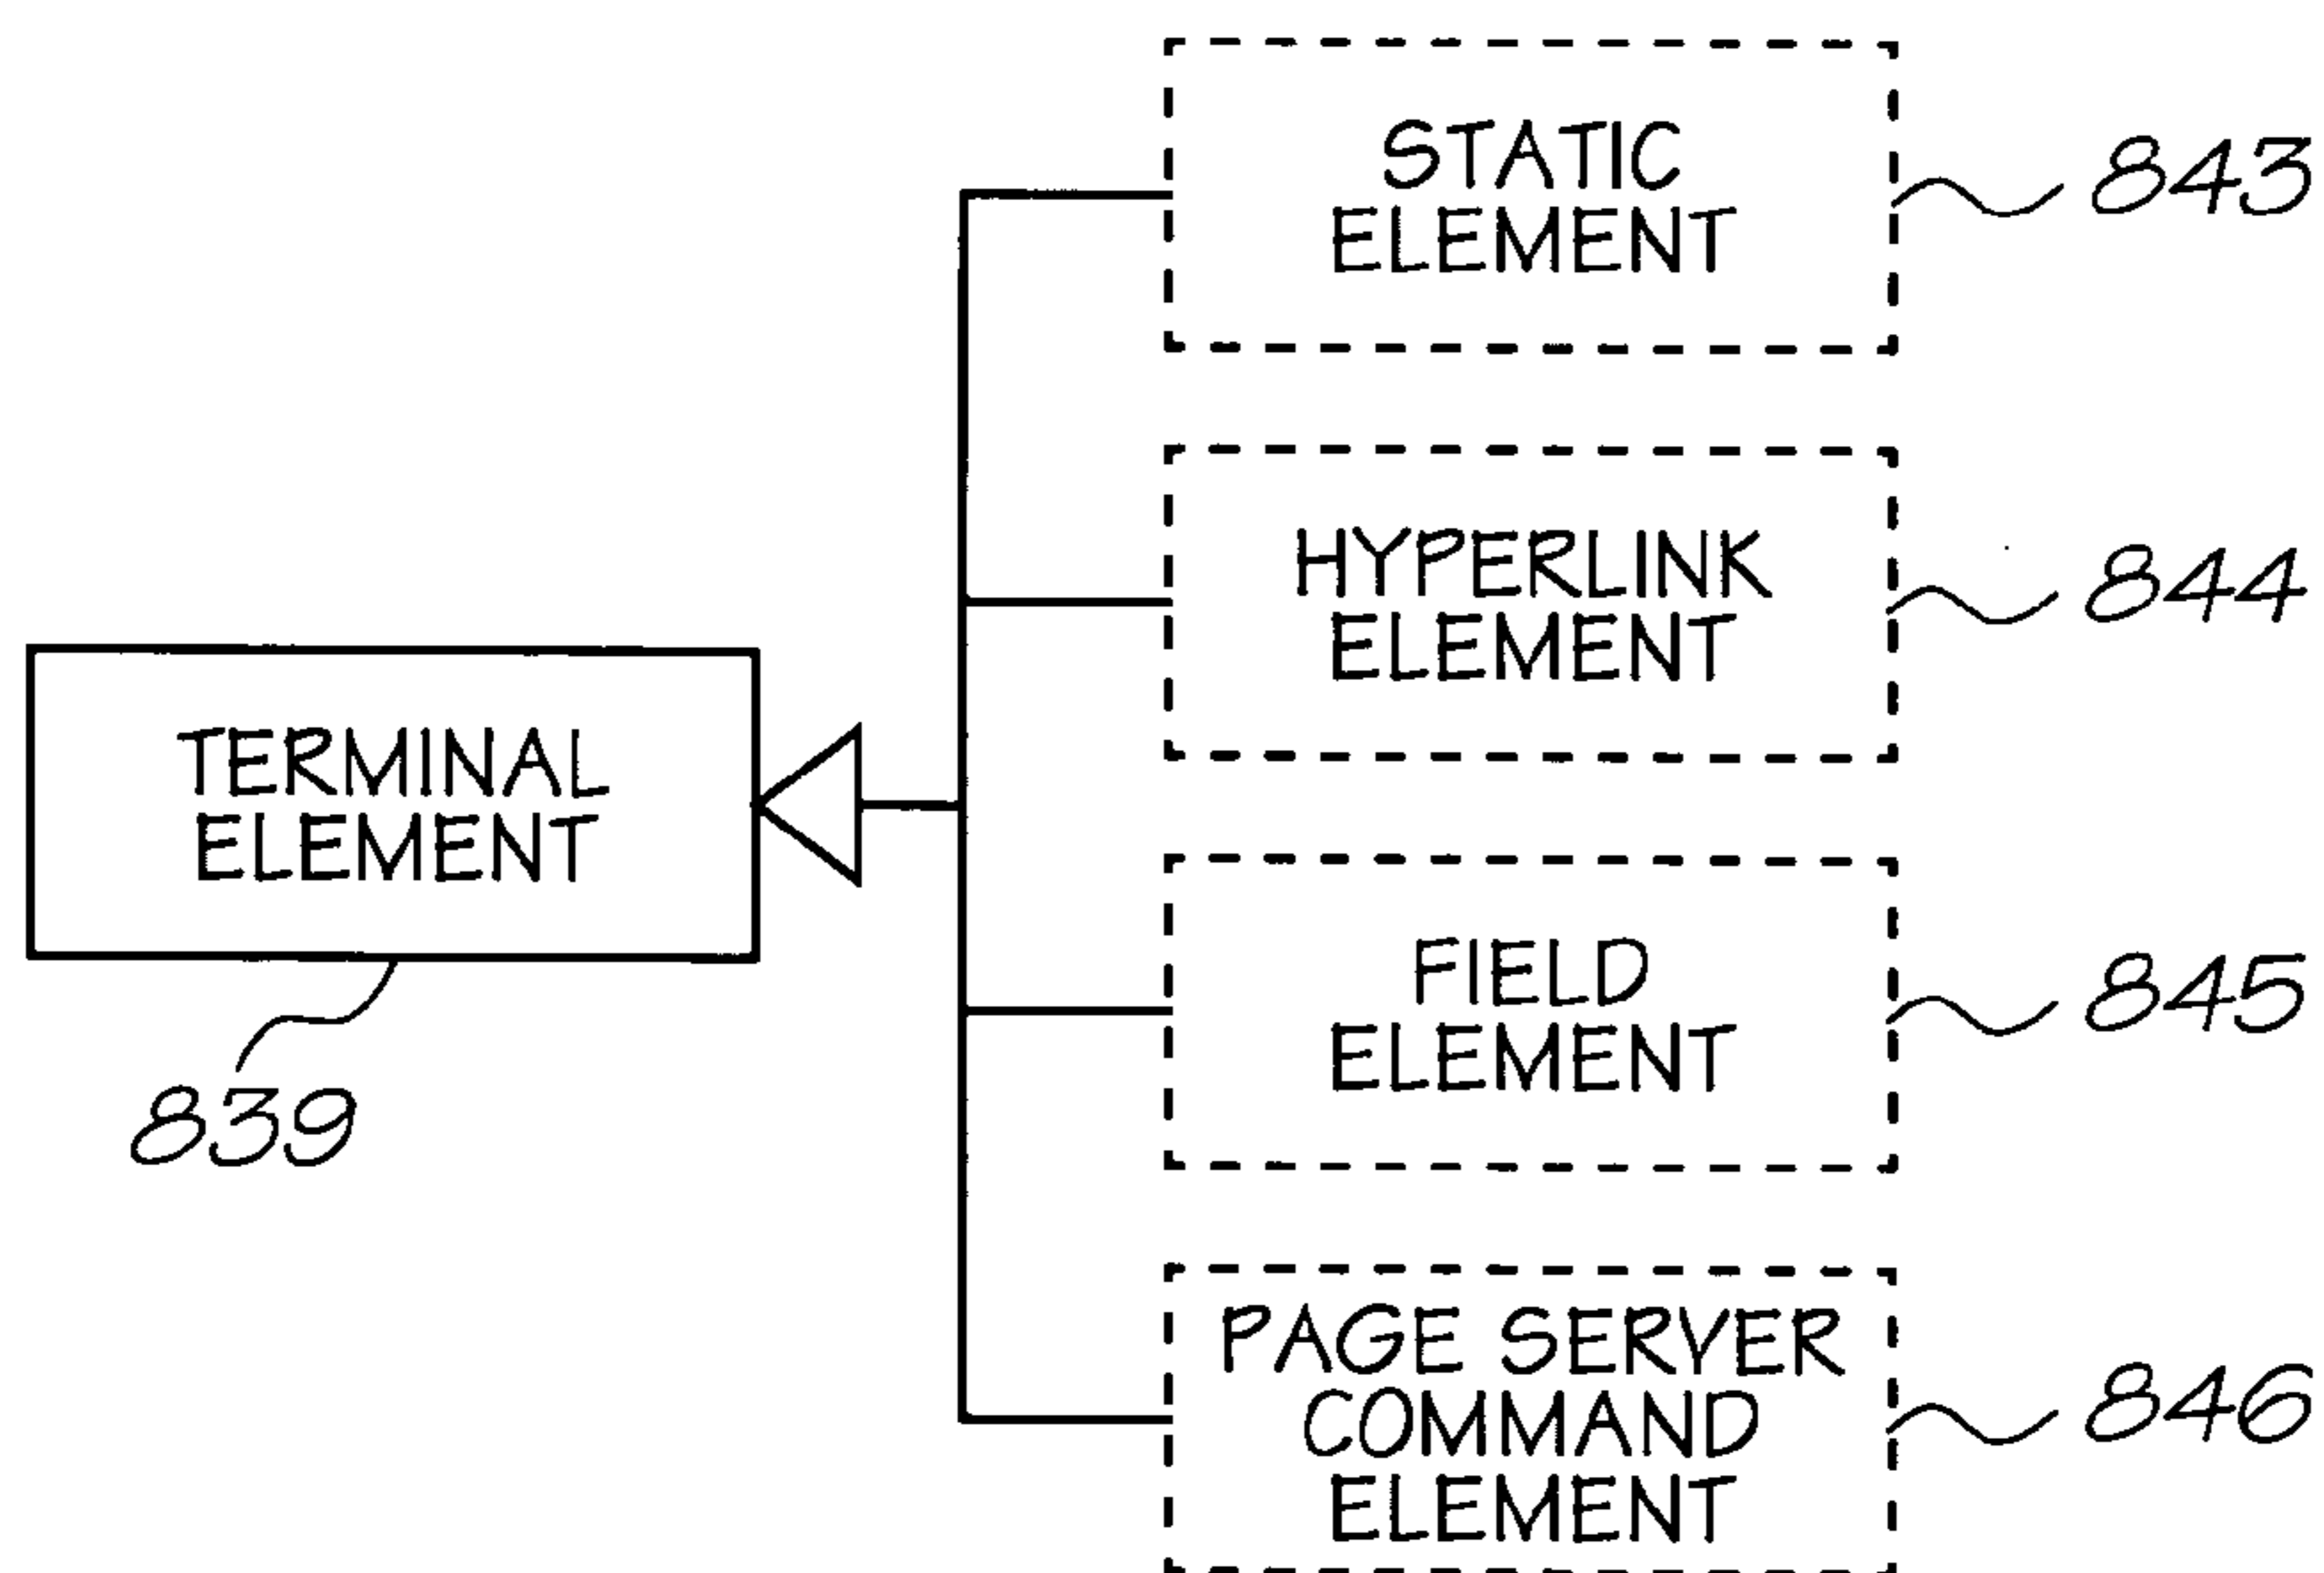 STATIC
ELEMENT
843
HYPERLINK
ELEMENT
844
TERMINAL
ELEMENT
839
FIELD
ELEMENT
845
PAGE SERVER
COMMAND
ELEMENT
846